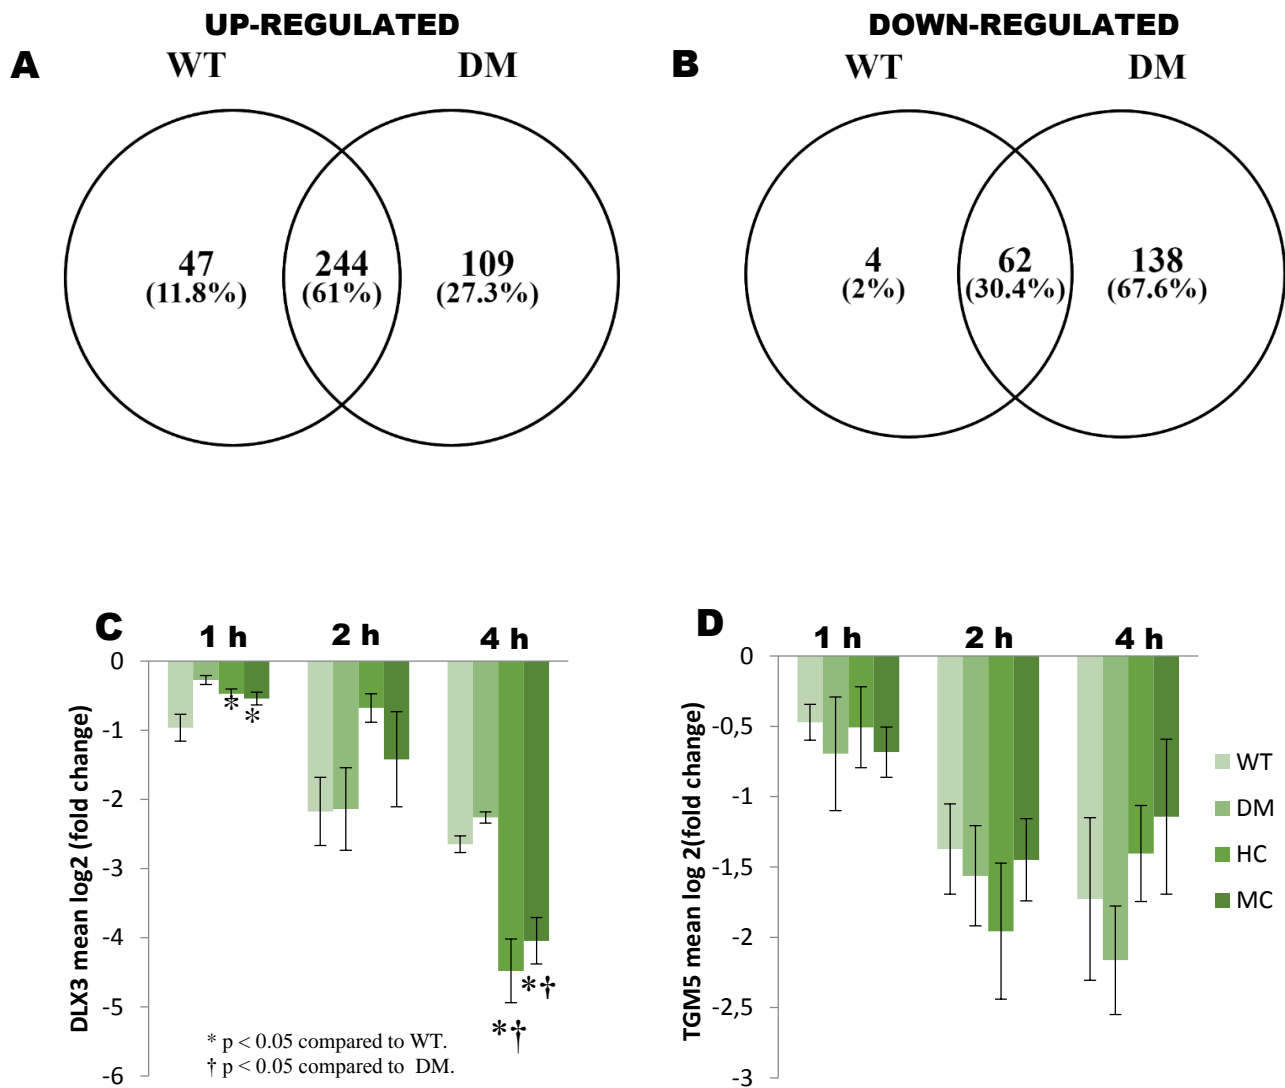 UP-REGULATED
A
WT
DM
47
(11.8%)
244
(61%)
109
(27.3%)
DOWN-REGULATED
B
WT
DM
4
(2%)
62
(30.4%)
138
(67.6%)
C
1 h
2 h
4 h
DLX3 mean log2 (fold change)
0
-1
-2
-3
-4
-5
-6
*
*
*†
*†
* p < 0.05 compared to WT.
† p < 0.05 compared to DM.
D
1 h
2 h
4 h
TGM5 mean log 2(fold change)
0
-0,5
-1
-1,5
-2
-2,5
-3
WT
DM
HC
MC